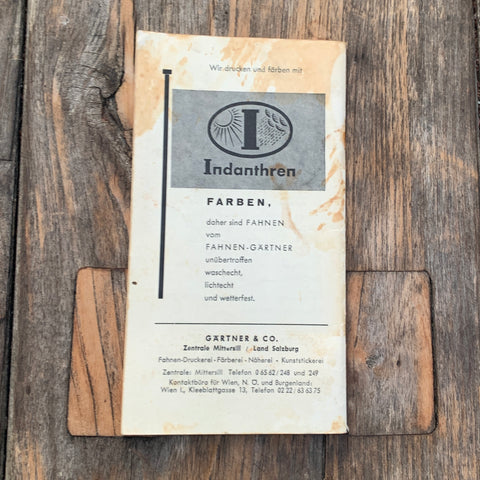 Wir drucken und färben mit
I
Indanthren
FARBEN,
daher sind FAHNEN
vom
FAHNEN-GÄRTNER
unübertroffen
waschecht,
lichtecht
und wetterfest.
GÄRTNER & CO.
Zentrale Mittersill / Land Salzburg
Fahnen-Druckerei - Färberei - Näherei - Kunststickerei
Zentrale: Mittersill Telefon 0 65 62 / 248 und 249
Kontaktbüro für Wien, N. Ö. und Burgenland:
Wien I., Kleeblattgasse 13, Telefon 02 22 / 63 63 75